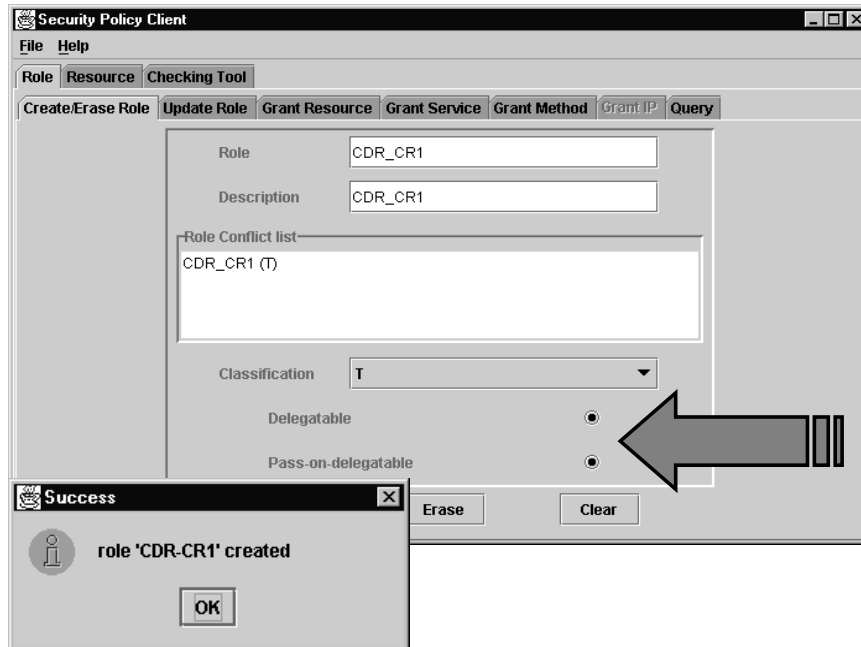 Security Policy Client
File Help
Role Resource Checking Tool
Create/Erase Role Update Role Grant Resource Grant Service Grant Method Grant IP Query
Role CDR_CR1
Description CDR_CR1
Role Conflict list
CDR_CR1 (T)
Classification T
Delegatable
Pass-on-delegatable
Erase Clear
Success
role 'CDR-CR1' created
OK